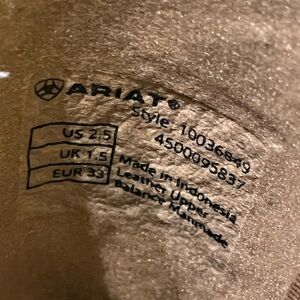 ARIAT®
Style: 10036849
4500095837
US 2.5
UK 1.5
EUR 33
Made in Indonesia
Leather Upper
Balance Manmade